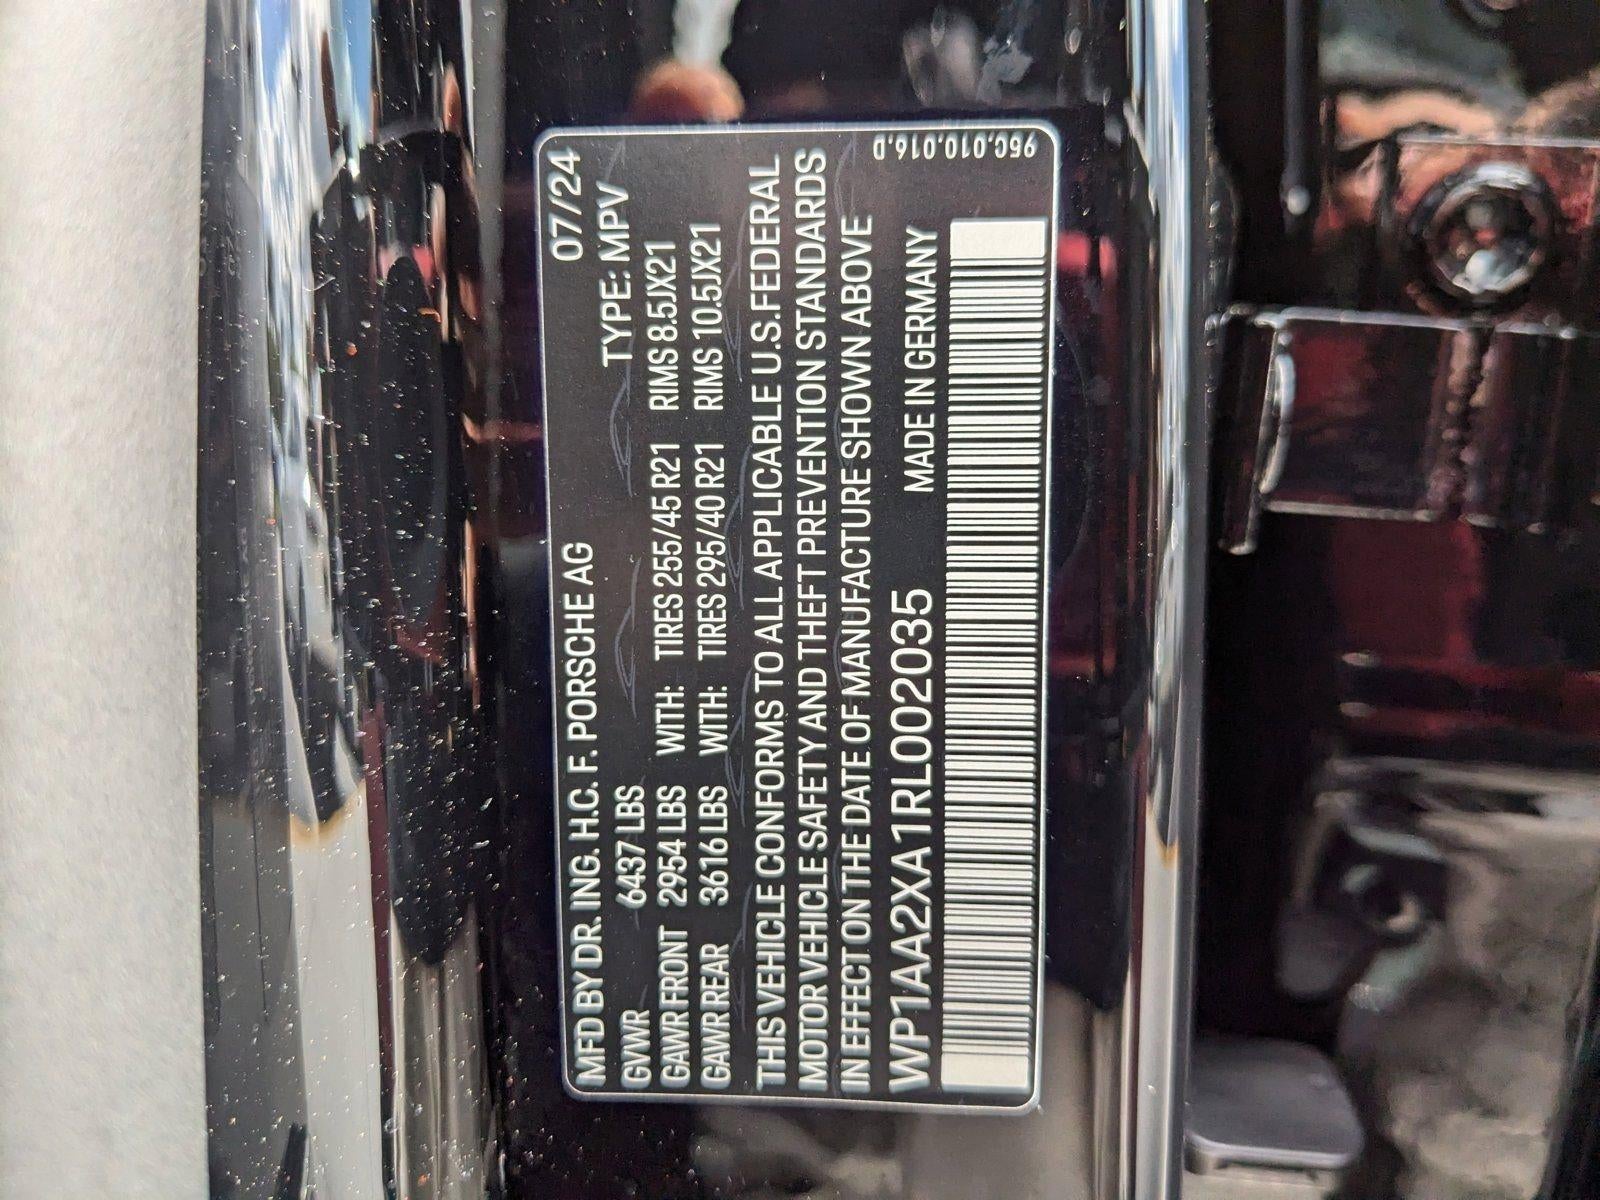 MFD BY DR. ING. H.C. F. PORSCHE AG 07/24
GVWR 6437 LBS TYPE: MPV
GAWR FRONT 2954 LBS WITH: TIRES 255/45 R21 RIMS 8.5JX21
GAWR REAR 3616 LBS WITH: TIRES 295/40 R21 RIMS 10.5JX21
THIS VEHICLE CONFORMS TO ALL APPLICABLE U.S.FEDERAL
MOTOR VEHICLE SAFETY AND THEFT PREVENTION STANDARDS
IN EFFECT ON THE DATE OF MANUFACTURE SHOWN ABOVE
WP1AA2XA1RL002035 MADE IN GERMANY
95C.010.016.D